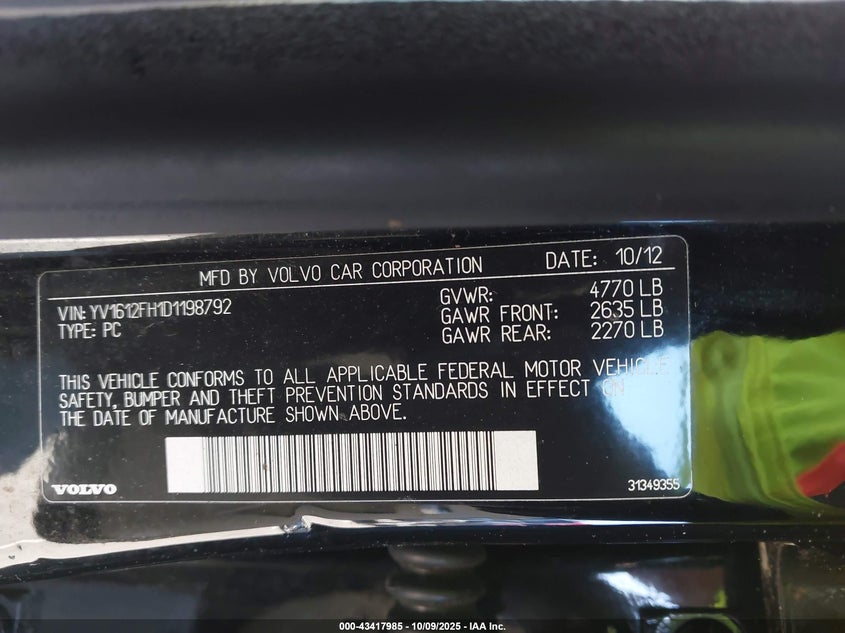 MFD BY VOLVO CAR CORPORATION DATE: 10/12
VIN: YV1612FH1D1198792
TYPE: PC
GVWR: 4770 LB
GAWR FRONT: 2635 LB
GAWR REAR: 2270 LB
THIS VEHICLE CONFORMS TO ALL APPLICABLE FEDERAL MOTOR VEHICLE
SAFETY, BUMPER AND THEFT PREVENTION STANDARDS IN EFFECT ON
THE DATE OF MANUFACTURE SHOWN ABOVE.
VOLVO
31349355
000-43417985 - 10/09/2025 - IAA Inc.